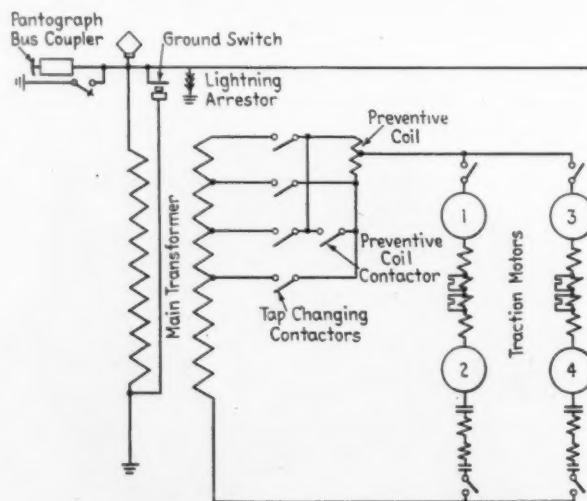 Pantograph
Bus Coupler
Ground Switch
Lightning
Arrestor
Preventive
Coil
Main Transformer
Preventive
Coil
Contactor
Tap Changing
Contactors
Traction Motors
1
3
2
4